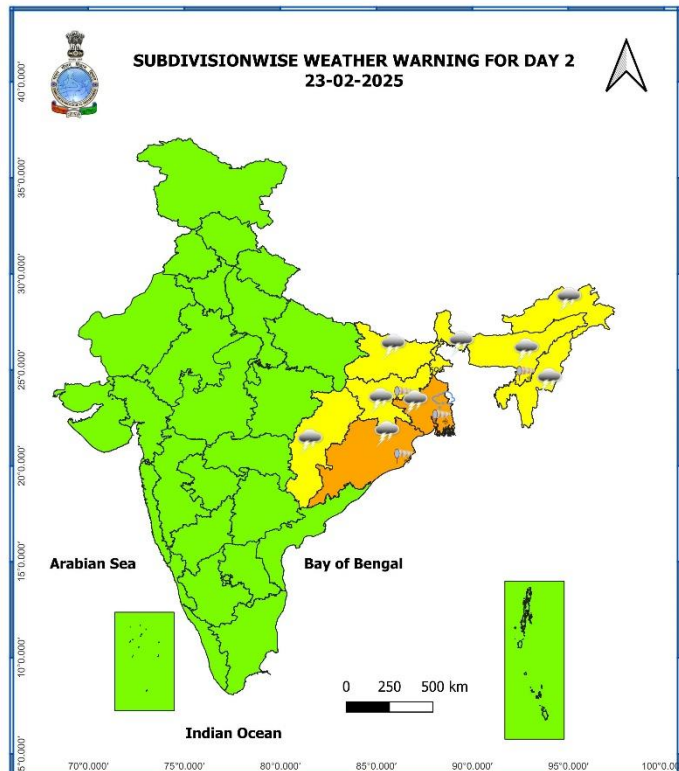 SUBDIVISIONWISE WEATHER WARNING FOR DAY 2
23-02-2025
40°0.000'
35°0.000'
30°0.000'
25°0.000'
20°0.000'
15°0.000'
10°0.000'
5°0.000'
Arabian Sea
Bay of Bengal
0 250 500 km
Indian Ocean
70°0.000' 75°0.000' 80°0.000' 85°0.000' 90°0.000' 95°0.000' 100°0.00